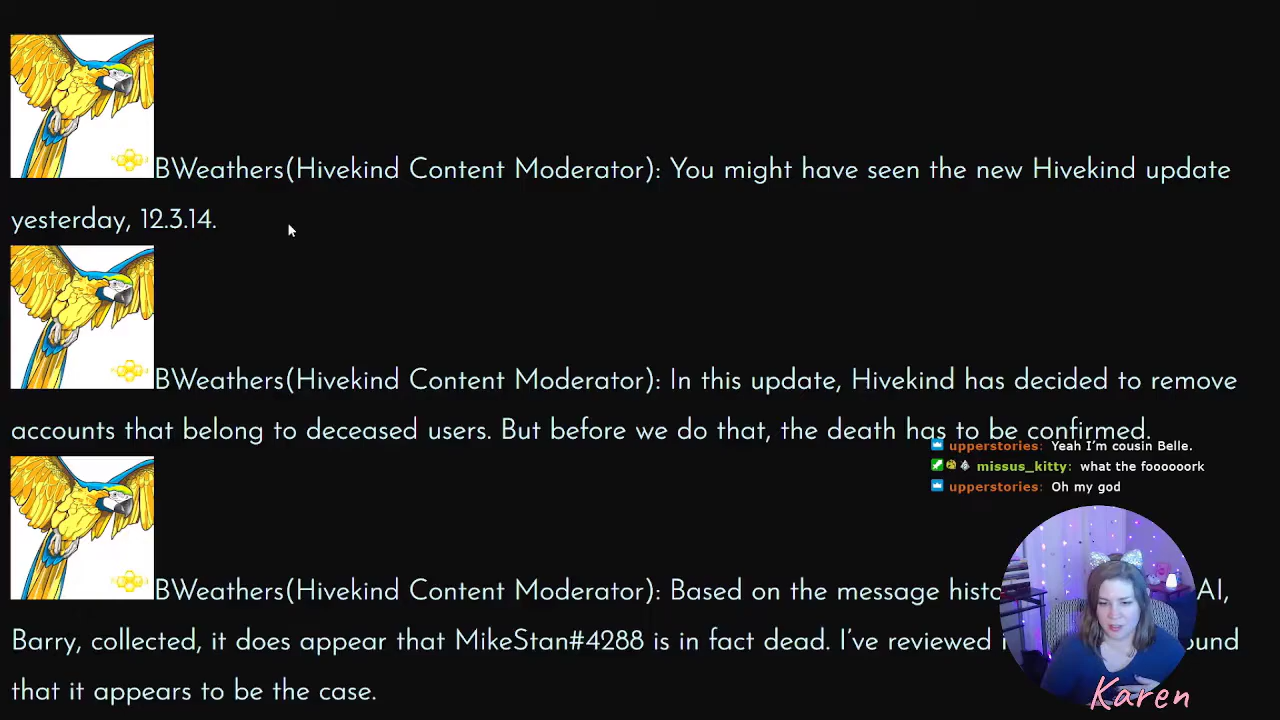 BWeathers(Hivekind Content Moderator): You might have seen the new Hivekind update
yesterday, 12.3.14.
BWeathers(Hivekind Content Moderator): In this update, Hivekind has decided to remove
accounts that belong to deceased users. But before we do that, the death has to be confirmed.
upperstories: Yeah I'm cousin Belle.
missus_kitty: what the foooooork
upperstories: Oh my god
BWeathers(Hivekind Content Moderator): Based on the message AI,
Barry, collected, it does appear that MikeStan#4288 is in fact dead. I've reviewed
that it appears to be the case.
Karen